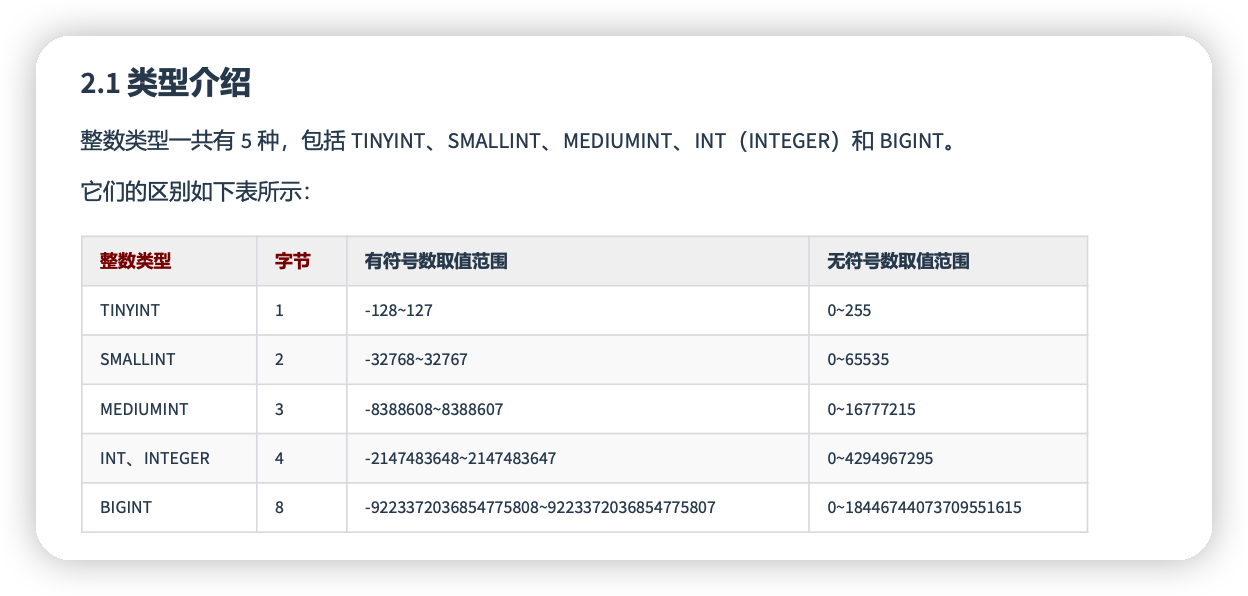 2.1 类型介绍
整数类型一共有 5 种，包括 TINYINT、SMALLINT、MEDIUMINT、INT（INTEGER）和 BIGINT。
它们的区别如下表所示：
整数类型 字节 有符号数取值范围 无符号数取值范围
TINYINT 1 -128~127 0~255
SMALLINT 2 -32768~32767 0~65535
MEDIUMINT 3 -8388608~8388607 0~16777215
INT、INTEGER 4 -2147483648~2147483647 0~4294967295
BIGINT 8 -9223372036854775808~9223372036854775807 0~18446744073709551615